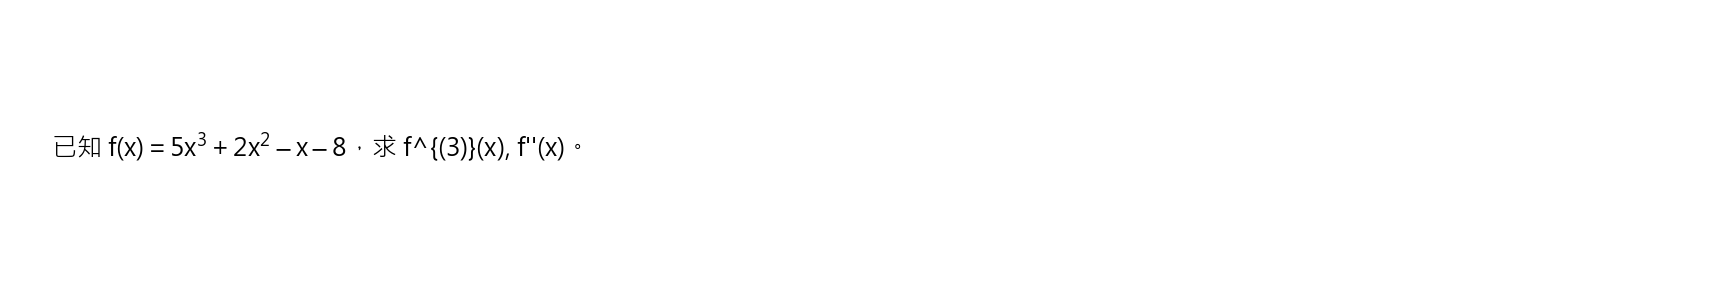 已知 f(x) = 5x³ + 2x² – x – 8，求 f^{(3)}(x), f''(x)。